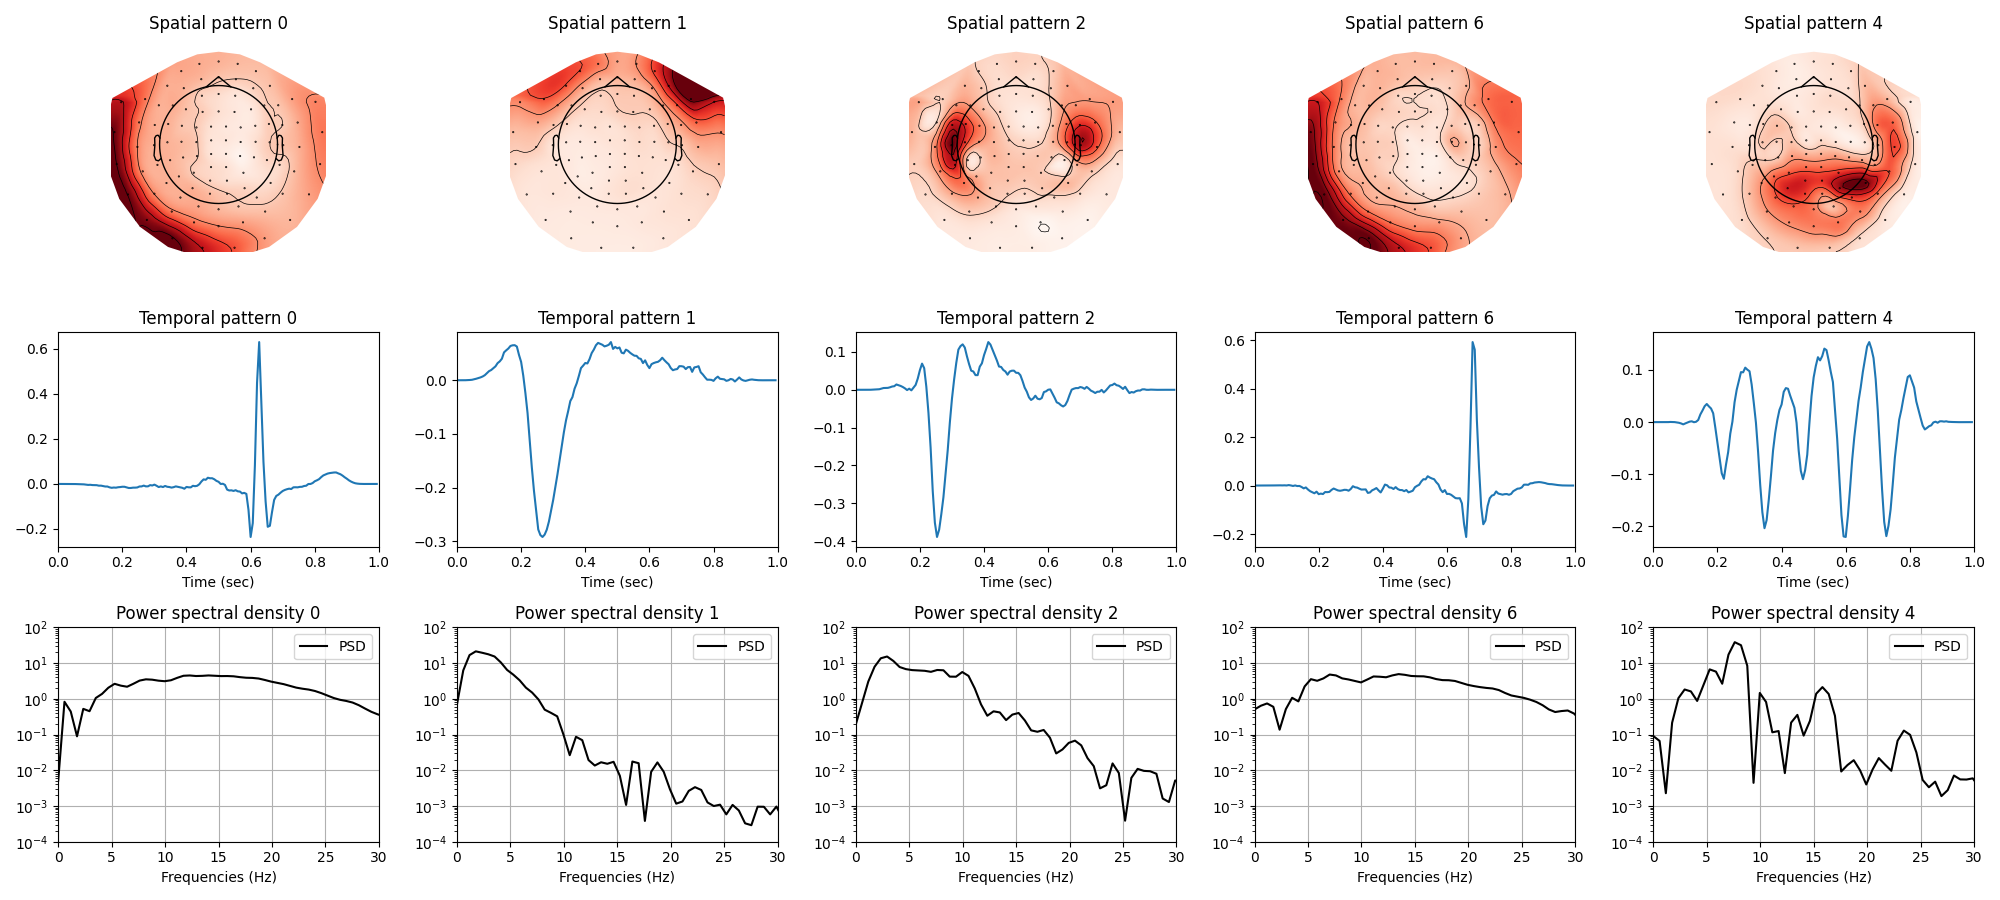 Spatial pattern 0 Spatial pattern 1 Spatial pattern 2 Spatial pattern 6 Spatial pattern 4
Temporal pattern 0 Temporal pattern 1 Temporal pattern 2 Temporal pattern 6 Temporal pattern 4
0.6
0.4
0.2
0.0
−0.2
0.0 0.2 0.4 0.6 0.8 1.0
Time (sec)
0.0
−0.1
−0.2
−0.3
0.0 0.2 0.4 0.6 0.8 1.0
Time (sec)
0.1
0.0
−0.1
−0.2
−0.3
−0.4
0.0 0.2 0.4 0.6 0.8 1.0
Time (sec)
0.6
0.4
0.2
0.0
−0.2
0.0 0.2 0.4 0.6 0.8 1.0
Time (sec)
0.1
0.0
−0.1
−0.2
0.0 0.2 0.4 0.6 0.8 1.0
Time (sec)
Power spectral density 0 Power spectral density 1 Power spectral density 2 Power spectral density 6 Power spectral density 4
10²
10¹
10⁰
10⁻¹
10⁻²
10⁻³
10⁻⁴
PSD
0 5 10 15 20 25 30
Frequencies (Hz)
10²
10¹
10⁰
10⁻¹
10⁻²
10⁻³
10⁻⁴
PSD
0 5 10 15 20 25 30
Frequencies (Hz)
10²
10¹
10⁰
10⁻¹
10⁻²
10⁻³
10⁻⁴
PSD
0 5 10 15 20 25 30
Frequencies (Hz)
10²
10¹
10⁰
10⁻¹
10⁻²
10⁻³
10⁻⁴
PSD
0 5 10 15 20 25 30
Frequencies (Hz)
10²
10¹
10⁰
10⁻¹
10⁻²
10⁻³
10⁻⁴
PSD
0 5 10 15 20 25 30
Frequencies (Hz)